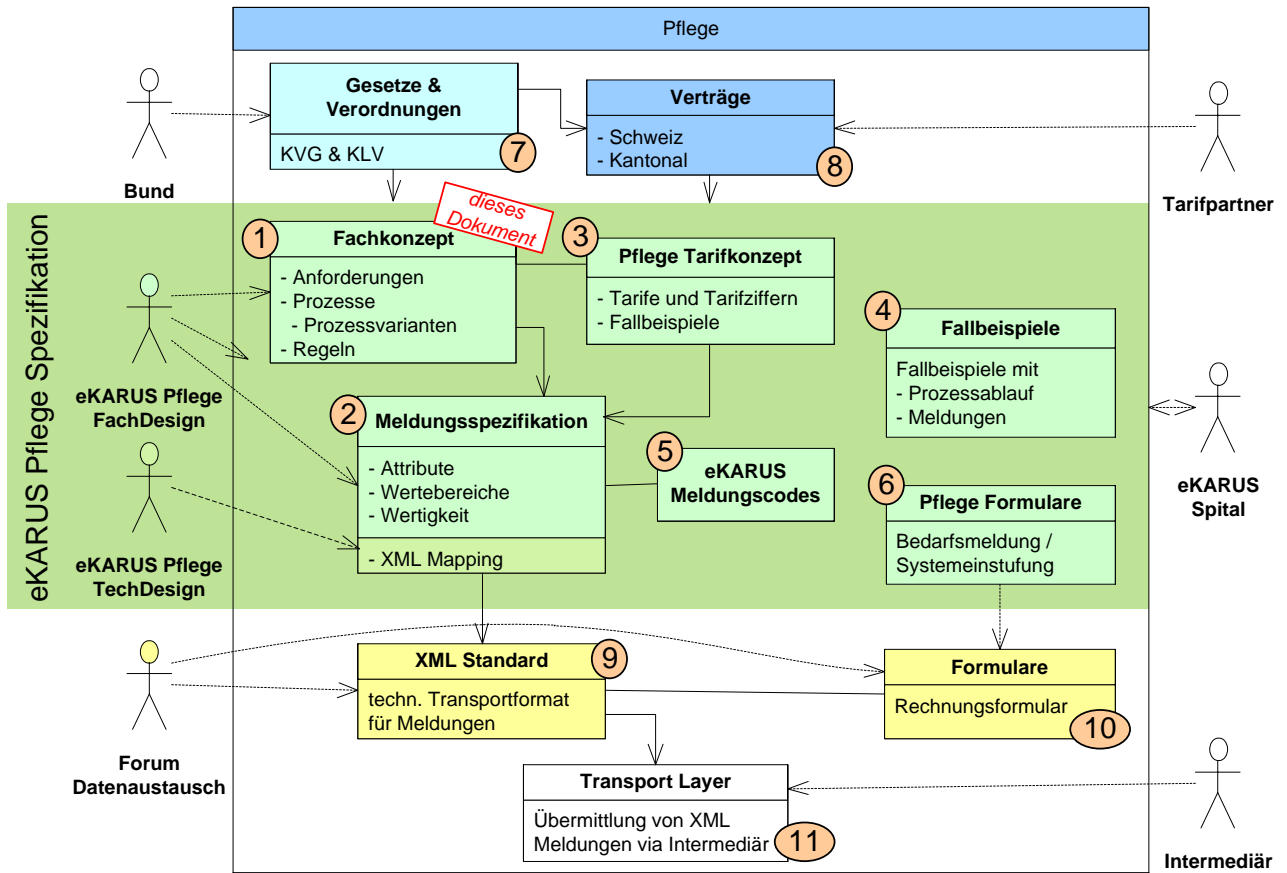 Pflege
Gesetze &
Verordnungen
KVG & KLV
7
Verträge
- Schweiz
- Kantonal
8
Bund
Tarifpartner
eKARUS Pflege Spezifikation
dieses
Dokument
1
Fachkonzept
- Anforderungen
- Prozesse
- Prozessvarianten
- Regeln
3
Pflege Tarifkonzept
- Tarife und Tarifziffern
- Fallbeispiele
4
Fallbeispiele
Fallbeispiele mit
- Prozessablauf
- Meldungen
eKARUS Pflege
FachDesign
2
Meldungsspezifikation
- Attribute
- Wertebereiche
- Wertigkeit
- XML Mapping
5
eKARUS
Meldungscodes
6
Pflege Formulare
Bedarfsmeldung /
Systemeinstufung
eKARUS
Spital
eKARUS Pflege
TechDesign
XML Standard
9
techn. Transportformat
für Meldungen
Formulare
Rechnungsformular
10
Forum
Datenaustausch
Transport Layer
Übermittlung von XML
Meldungen via Intermediär
11
Intermediär